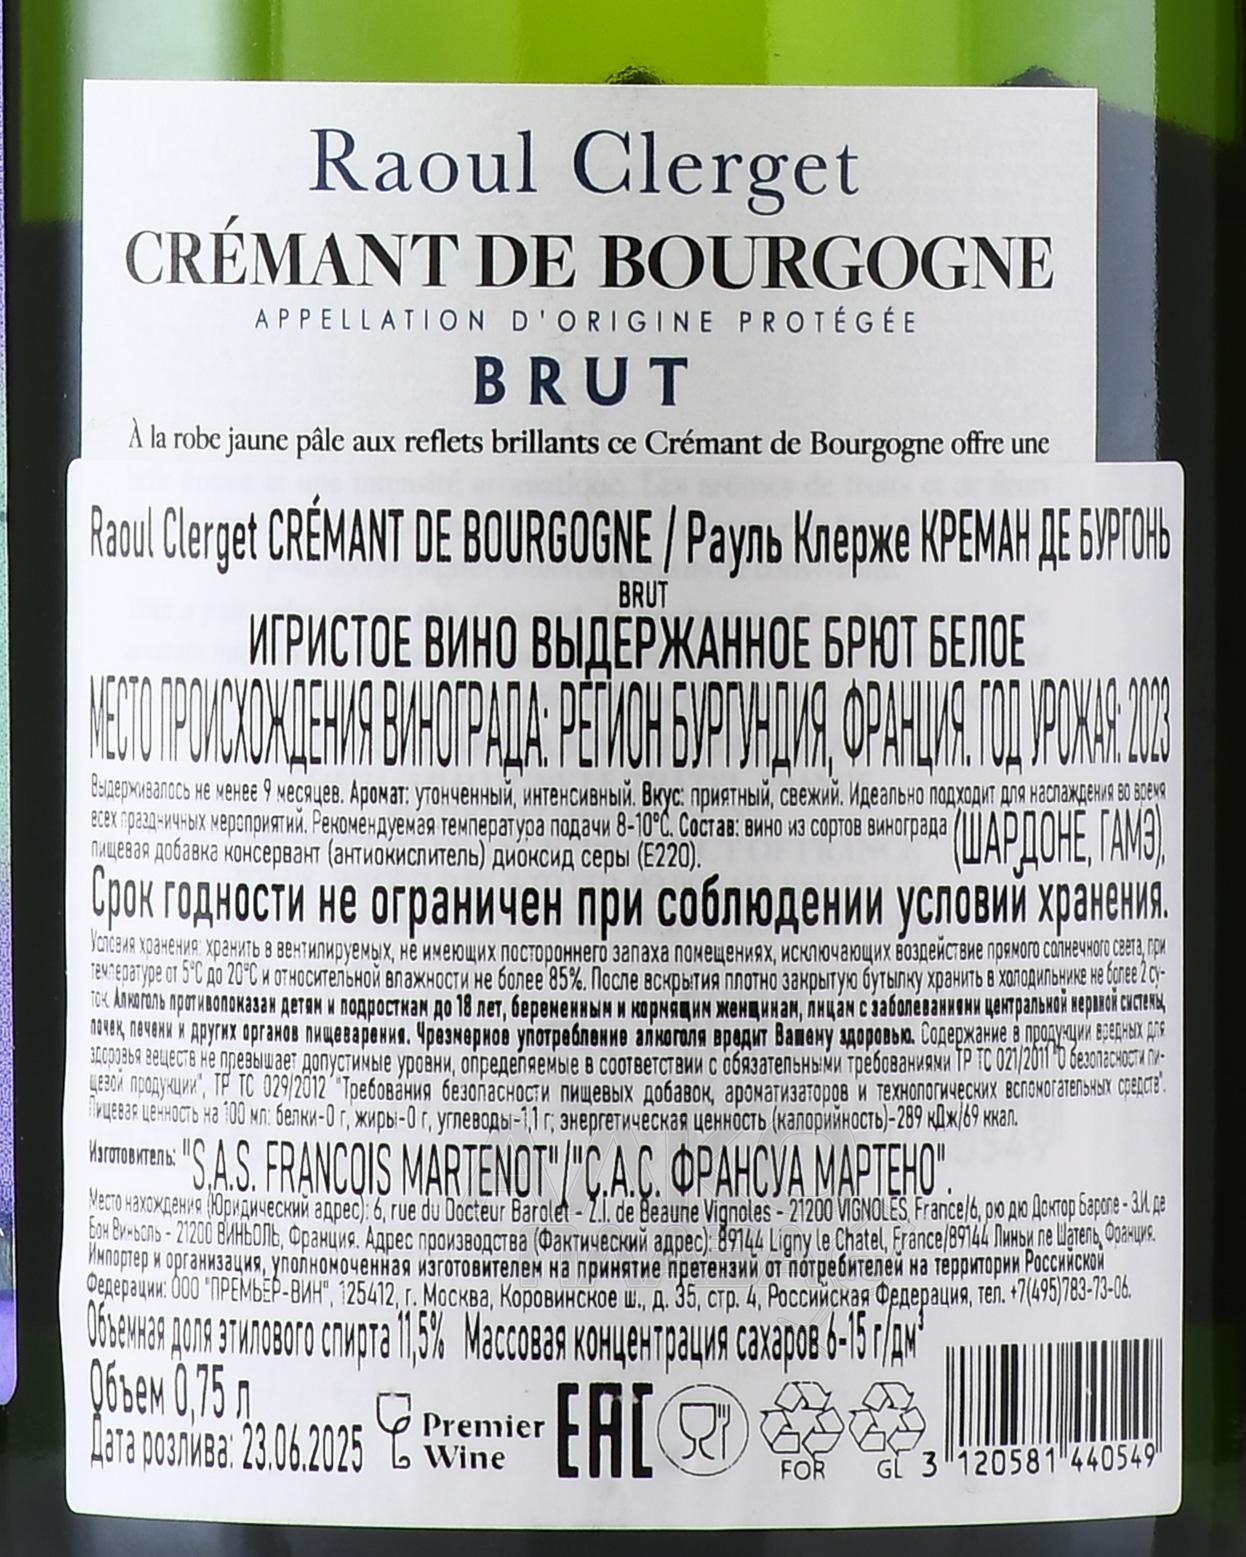 Raoul Clerget
CRÉMANT DE BOURGOGNE
APPELLATION D'ORIGINE PROTÉGÉE
BRUT
À la robe jaune pâle aux reflets brillants ce Crémant de Bourgogne offre une
Raoul Clerget CRÉMANT DE BOURGOGNE / Рауль Клерже КРЕМАН ДЕ БУРГОНЬ
BRUT
ИГРИСТОЕ ВИНО ВЫДЕРЖАННОЕ БРЮТ БЕЛОЕ
МЕСТО ПРОИСХОЖДЕНИЯ ВИНОГРАДА: РЕГИОН БУРГУНДИЯ, ФРАНЦИЯ. ГОД УРОЖАЯ: 2023
Выдерживалось не менее 9 месяцев. Аромат: утонченный, интенсивный. Вкус: приятный, свежий. Идеально подходит для наслаждения во время
всех праздничных мероприятий. Рекомендуемая температура подачи 8-10°С. Состав: вино из сортов винограда (ШАРДОНЕ, ГАМЭ),
пищевая добавка консервант (антиокислитель) диоксид серы (Е220).
Срок годности не ограничен при соблюдении условий хранения.
Условия хранения: хранить в вентилируемых, не имеющих постороннего запаха помещениях, исключающих воздействие прямого солнечного света, при
температуре от 5°С до 20°С и относительной влажности не более 85%. После вскрытия плотно закрытую бутылку хранить в холодильнике не более 2 су-
ток. Алкоголь противопоказан детям и подросткам до 18 лет, беременным и кормящим женщинам, лицам с заболеваниями центральной нервной системы,
почек, печени и других органов пищеварения. Чрезмерное употребление алкоголя вредит Вашему здоровью. Содержание в продукции вредных для
здоровья веществ не превышает допустимые уровни, определяемые в соответствии с обязательными требованиями ТР ТС 021/2011 "О безопасности пи-
щевой продукции", ТР ТС 029/2012 "Требования безопасности пищевых добавок, ароматизаторов и технологических вспомогательных средств".
Пищевая ценность на 100 мл: белки-0 г, жиры-0 г, углеводы-1,1 г; энергетическая ценность (калорийность)-289 кДж/69 ккал.
Изготовитель: "S.A.S. FRANCOIS MARTENOT"/"С.А.С. ФРАНСУА МАРТЕНО".
Место нахождения (Юридический адрес): 6, rue du Docteur Barolet - Z.I. de Beaune Vignoles - 21200 VIGNOLES, France/6, рю дю Доктор Бароле - З.И. де
Бон Виньоль - 21200 ВИНЬОЛЬ, Франция. Адрес производства (Фактический адрес): 89144 Ligny le Chatel, France/89144 Линьи ле Шатель, Франция.
Импортер и организация, уполномоченная изготовителем на принятие претензий от потребителей на территории Российской
Федерации: ООО "ПРЕМЬЕР-ВИН", 125412, г. Москва, Коровинское ш., д. 35, стр. 4, Российская Федерация, тел. +7(495)783-73-06.
Объемная доля этилового спирта 11,5% Массовая концентрация сахаров 6-15 г/дм³
Объем 0,75 л
Дата розлива: 23.06.2025
Premier
Wine
EAC
FOR
GL
3 120581 440549